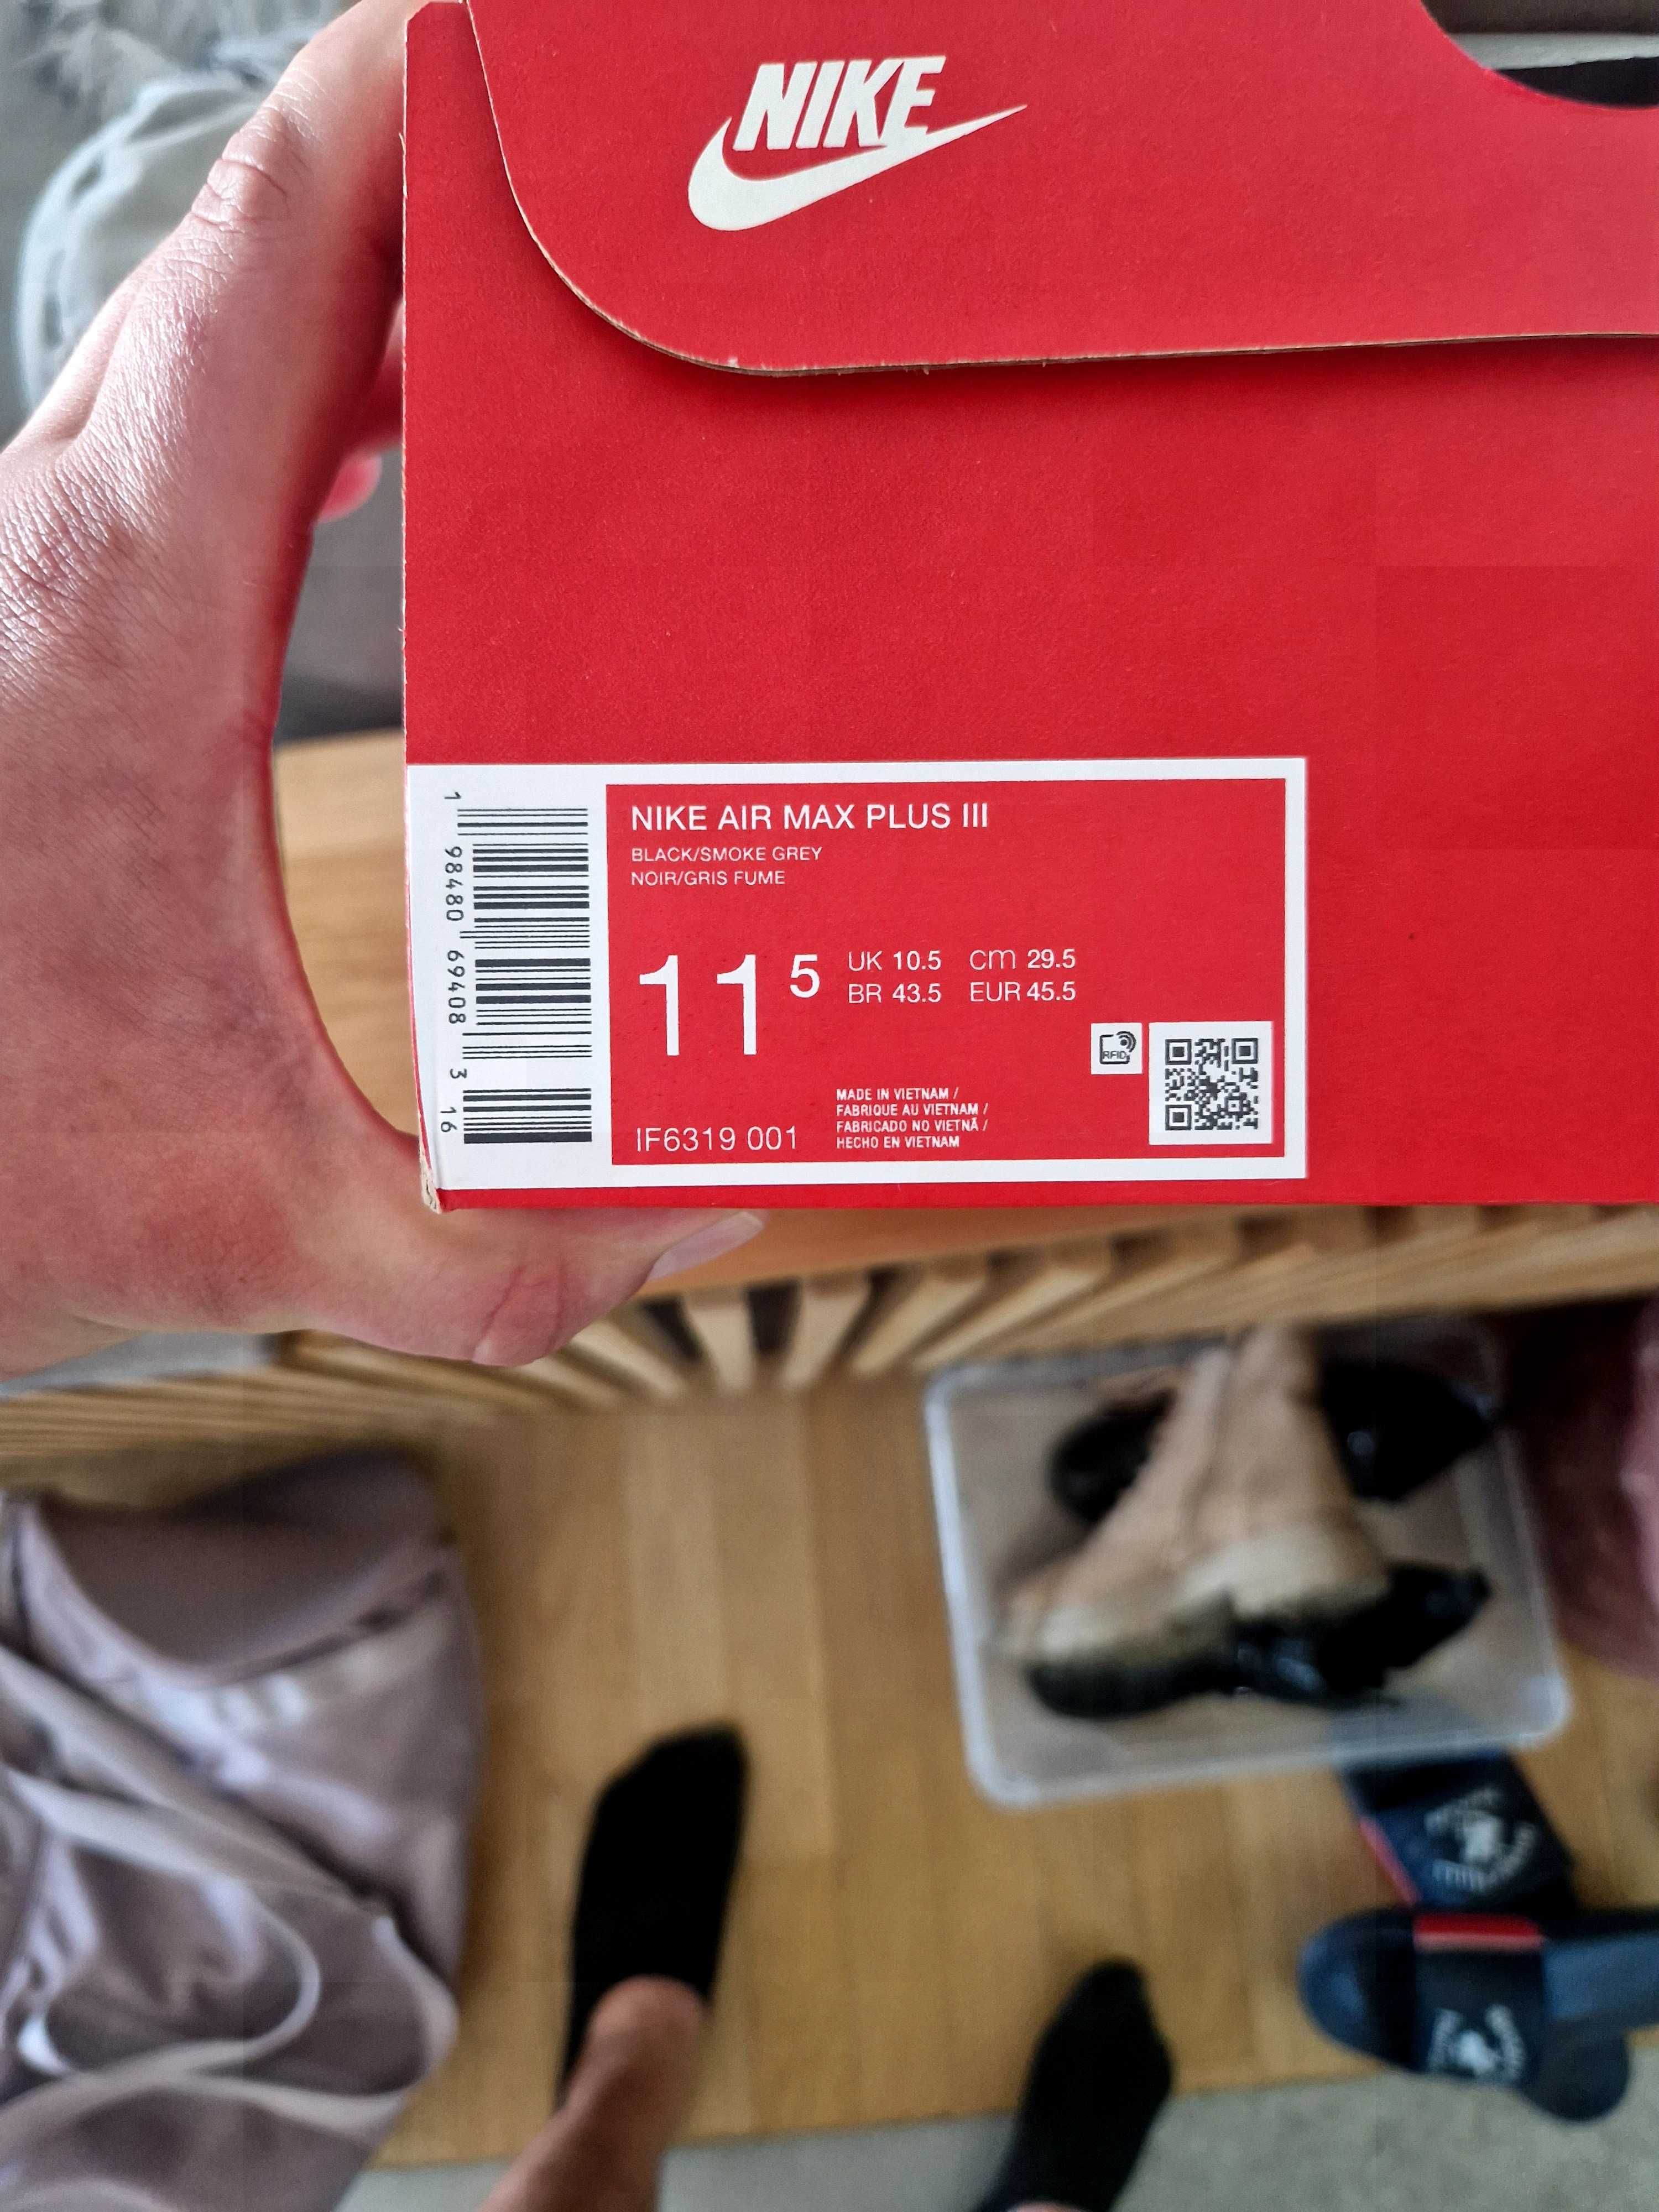 NIKE
NIKE AIR MAX PLUS III
BLACK/SMOKE GREY
NOIR/GRIS FUME
11 5
UK 10.5 cm 29.5
BR 43.5 EUR 45.5
RFID
MADE IN VIETNAM /
FABRIQUE AU VIETNAM /
FABRICADO NO VIETNÃ /
HECHO EN VIETNAM
IF6319 001
1 98480 69408 3 16